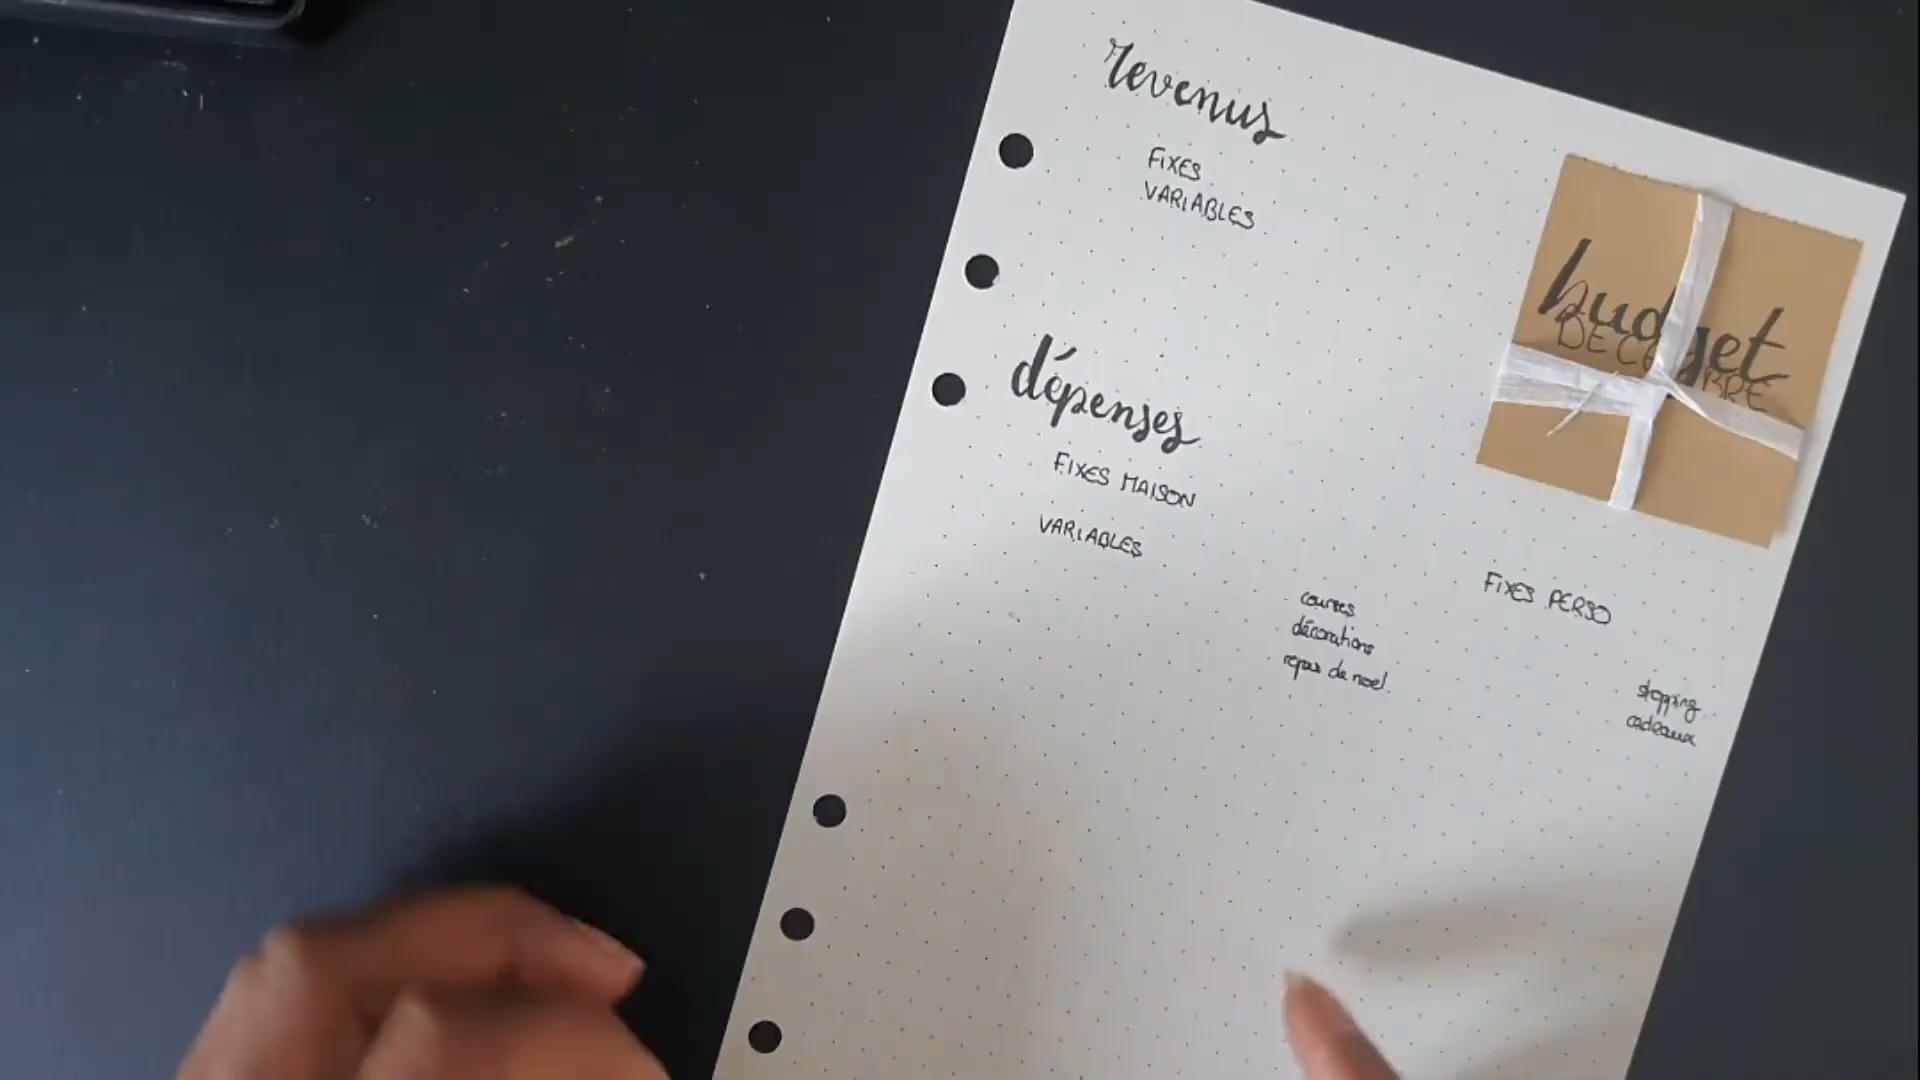 revenus
FIXES
VARIABLES
budget
DECEMBRE
dépenses
FIXES MAISON
VARIABLES
FIXES PERSO
courses
décorations
repas de noel
shopping
cadeaux